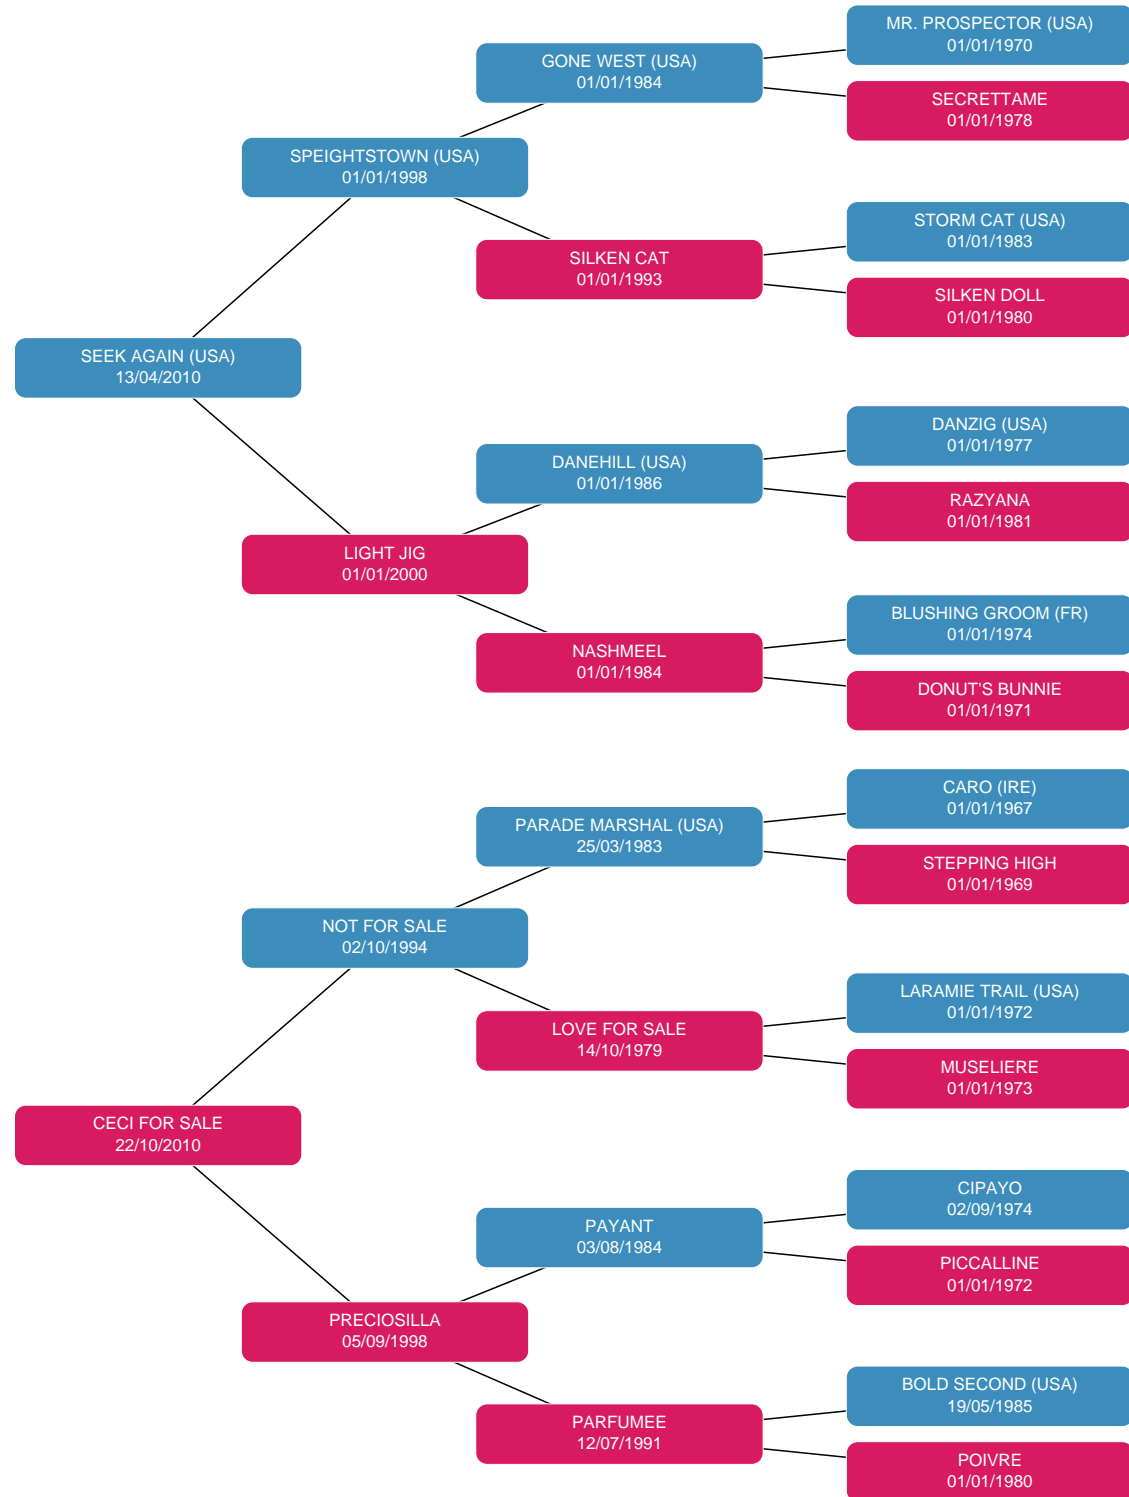 MR. PROSPECTOR (USA)
01/01/1970
GONE WEST (USA)
01/01/1984
SECRETTAME
01/01/1978
SPEIGHTSTOWN (USA)
01/01/1998
STORM CAT (USA)
01/01/1983
SILKEN CAT
01/01/1993
SILKEN DOLL
01/01/1980
SEEK AGAIN (USA)
13/04/2010
DANZIG (USA)
01/01/1977
DANEHILL (USA)
01/01/1986
RAZYANA
01/01/1981
LIGHT JIG
01/01/2000
BLUSHING GROOM (FR)
01/01/1974
NASHMEEL
01/01/1984
DONUT'S BUNNIE
01/01/1971
CARO (IRE)
01/01/1967
PARADE MARSHAL (USA)
25/03/1983
STEPPING HIGH
01/01/1969
NOT FOR SALE
02/10/1994
LARAMIE TRAIL (USA)
01/01/1972
LOVE FOR SALE
14/10/1979
MUSELIERE
01/01/1973
CECI FOR SALE
22/10/2010
CIPAYO
02/09/1974
PAYANT
03/08/1984
PICCALLINE
01/01/1972
PRECIOSILLA
05/09/1998
BOLD SECOND (USA)
19/05/1985
PARFUMEE
12/07/1991
POIVRE
01/01/1980